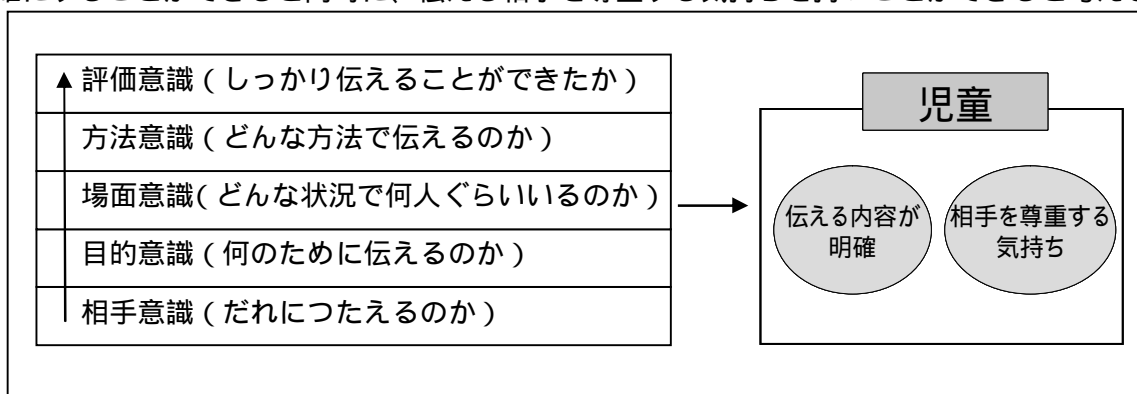 評価意識（しっかり伝えることができたか）
方法意識（どんな方法で伝えるのか）
場面意識（どんな状況で何人ぐらいいるのか）
目的意識（何のために伝えるのか）
相手意識（だれにつたえるのか）
児童
伝える内容が
明確
相手を尊重する
気持ち